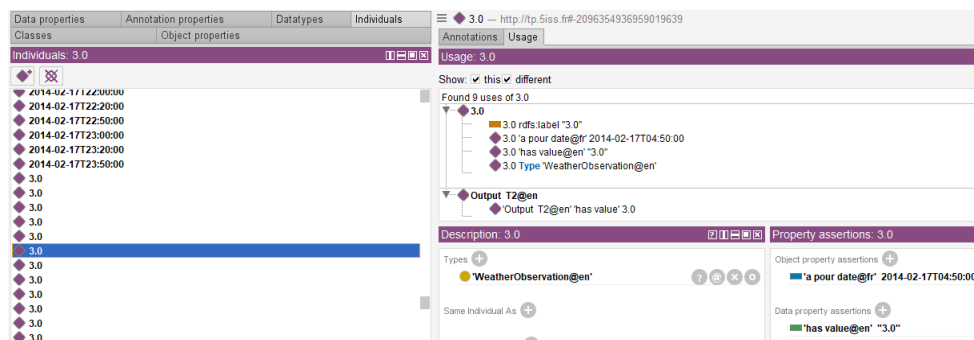 Data properties Annotation properties Datatypes Individuals
Classes Object properties
Individuals: 3.0
2014-02-17T22:00:00
2014-02-17T22:20:00
2014-02-17T22:50:00
2014-02-17T23:00:00
2014-02-17T23:20:00
2014-02-17T23:50:00
3.0
3.0
3.0
3.0
3.0
3.0
3.0
3.0
3.0
3.0
3.0
3.0
3.0 — http://tp.5iss.fr#-2096354936959019639
Annotations Usage
Usage: 3.0
Show: this different
Found 9 uses of 3.0
3.0
3.0 rdfs:label "3.0"
3.0 'a pour date@fr' 2014-02-17T04:50:00
3.0 'has value@en' "3.0"
3.0 Type 'WeatherObservation@en'
Output T2@en
'Output T2@en' 'has value' 3.0
Description: 3.0
Types
'WeatherObservation@en'
Same Individual As
Property assertions: 3.0
Object property assertions
'a pour date@fr' 2014-02-17T04:50:00
Data property assertions
'has value@en' "3.0"